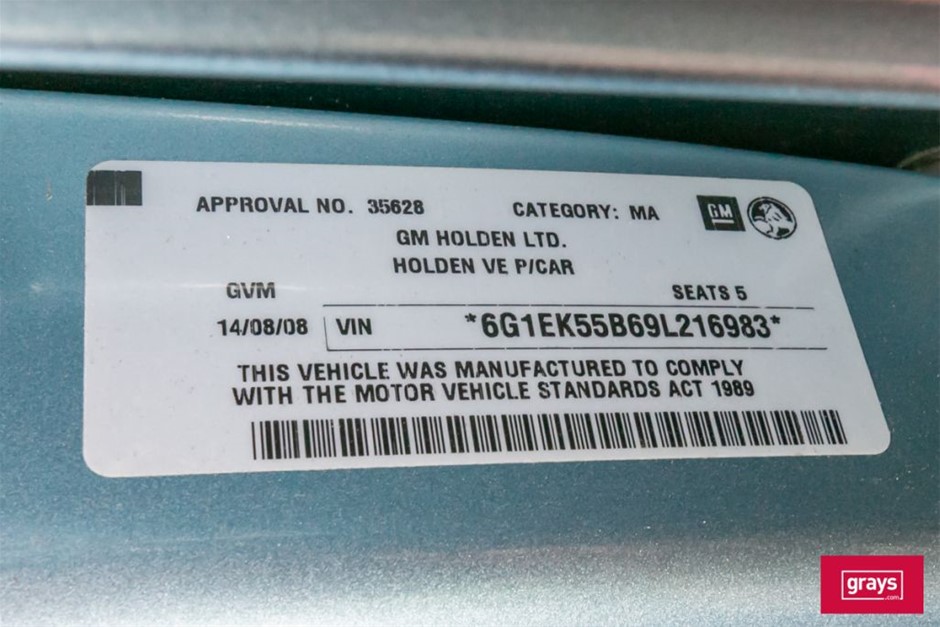 APPROVAL NO. 35628 CATEGORY: MA GM
GM HOLDEN LTD.
HOLDEN VE P/CAR
GVM SEATS 5
14/08/08 VIN *6G1EK55B69L216983*
THIS VEHICLE WAS MANUFACTURED TO COMPLY
WITH THE MOTOR VEHICLE STANDARDS ACT 1989
grays
.com